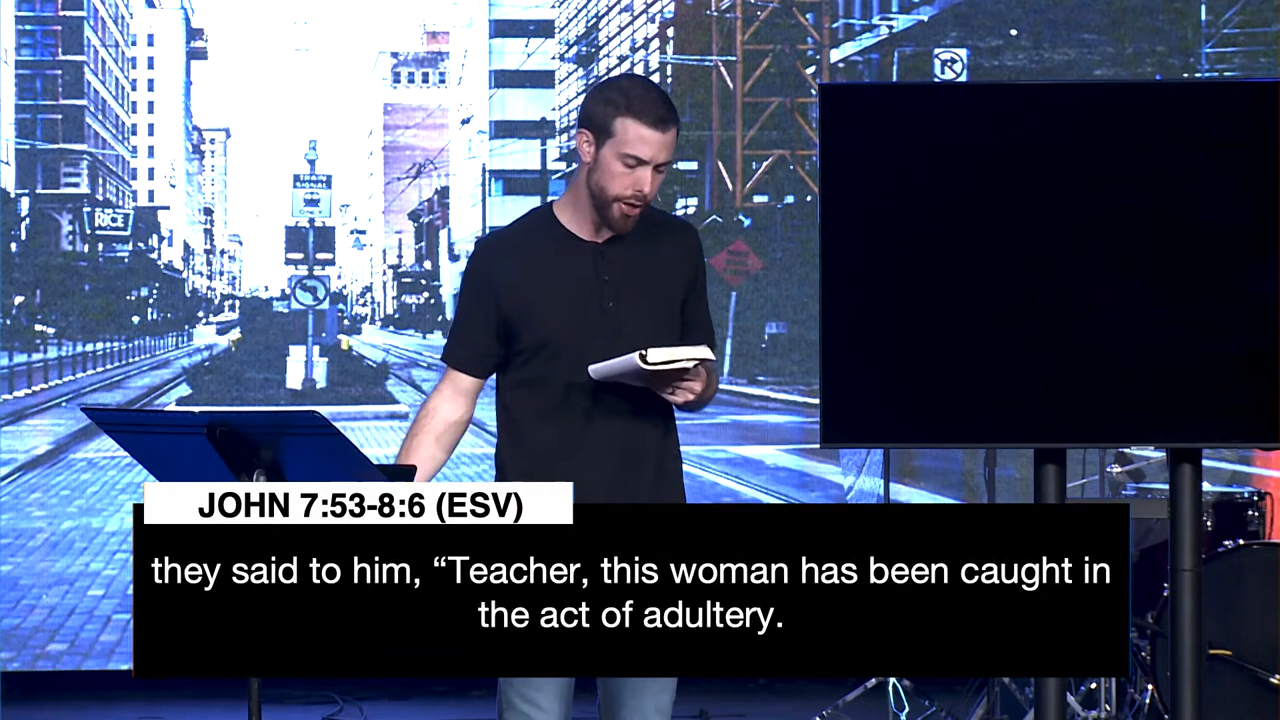 RICE
TRAIN
SIGNAL
ONLY
JOHN 7:53-8:6 (ESV)
they said to him, “Teacher, this woman has been caught in
the act of adultery.